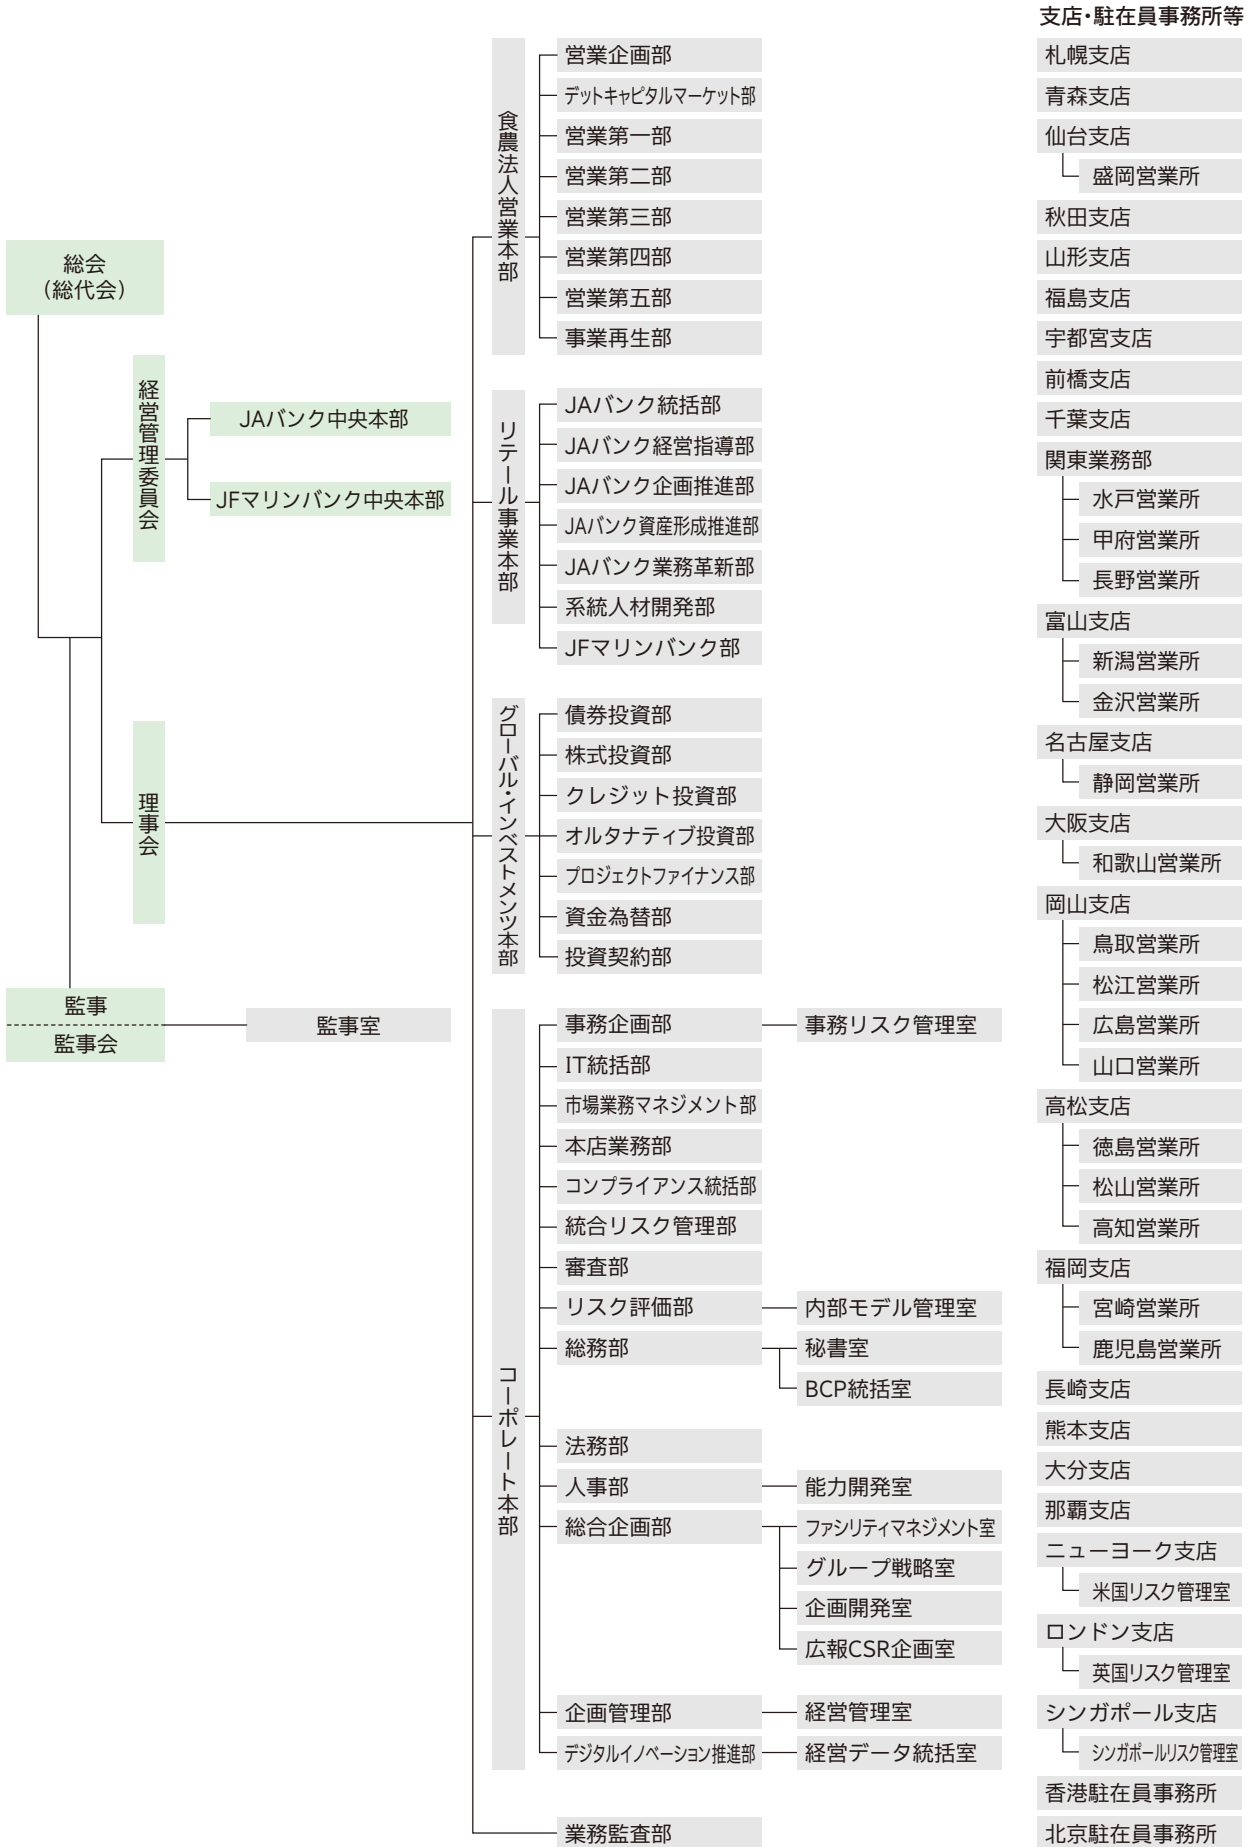 総会
（総代会）
経営管理委員会
JAバンク中央本部
JFマリンバンク中央本部
理事会
監事
監事会
監事室
食農法人営業本部
営業企画部
デットキャピタルマーケット部
営業第一部
営業第二部
営業第三部
営業第四部
営業第五部
事業再生部
リテール事業本部
JAバンク統括部
JAバンク経営指導部
JAバンク企画推進部
JAバンク資産形成推進部
JAバンク業務革新部
系統人材開発部
JFマリンバンク部
グローバル・インベストメンツ本部
債券投資部
株式投資部
クレジット投資部
オルタナティブ投資部
プロジェクトファイナンス部
資金為替部
投資契約部
コーポレート本部
事務企画部
事務リスク管理室
IT統括部
市場業務マネジメント部
本店業務部
コンプライアンス統括部
統合リスク管理部
審査部
リスク評価部
内部モデル管理室
総務部
秘書室
BCP統括室
法務部
人事部
能力開発室
総合企画部
ファシリティマネジメント室
グループ戦略室
企画開発室
広報CSR企画室
企画管理部
経営管理室
デジタルイノベーション推進部
経営データ統括室
業務監査部
支店・駐在員事務所等
札幌支店
青森支店
仙台支店
盛岡営業所
秋田支店
山形支店
福島支店
宇都宮支店
前橋支店
千葉支店
関東業務部
水戸営業所
甲府営業所
長野営業所
富山支店
新潟営業所
金沢営業所
名古屋支店
静岡営業所
大阪支店
和歌山営業所
岡山支店
鳥取営業所
松江営業所
広島営業所
山口営業所
高松支店
徳島営業所
松山営業所
高知営業所
福岡支店
宮崎営業所
鹿児島営業所
長崎支店
熊本支店
大分支店
那覇支店
ニューヨーク支店
米国リスク管理室
ロンドン支店
英国リスク管理室
シンガポール支店
シンガポールリスク管理室
香港駐在員事務所
北京駐在員事務所